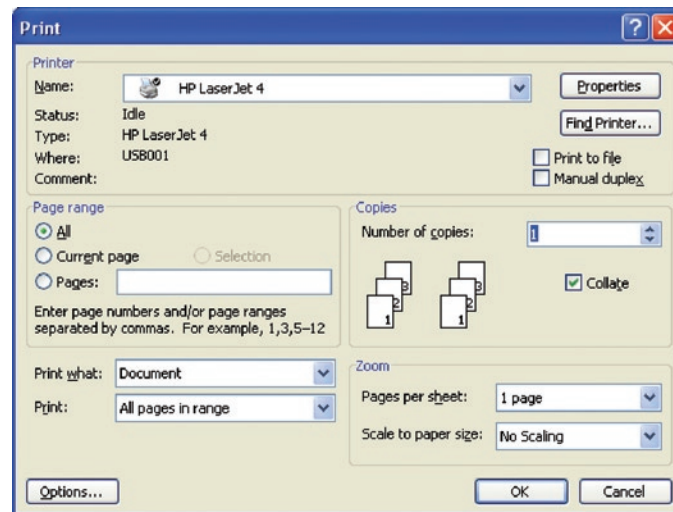 Print
Printer
Name: HP LaserJet 4 Properties
Status: Idle
Type: HP LaserJet 4 Find Printer...
Where: USB001 Print to file
Comment: Manual duplex
Page range
All
Current page Selection
Pages:
Enter page numbers and/or page ranges
separated by commas. For example, 1,3,5–12
Copies
Number of copies: 1
3 3
2 2
1 1
Collate
Print what: Document
Print: All pages in range
Zoom
Pages per sheet: 1 page
Scale to paper size: No Scaling
Options... OK Cancel